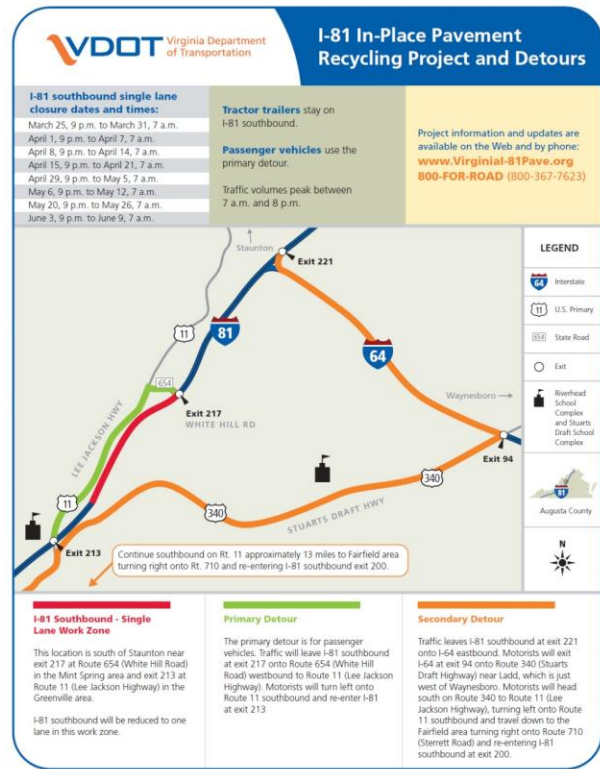 VDOT Virginia Department
of Transportation
I-81 In-Place Pavement
Recycling Project and Detours
I-81 southbound single lane
closure dates and times:
March 25, 9 p.m. to March 31, 7 a.m.
April 1, 9 p.m. to April 7, 7 a.m.
April 8, 9 p.m. to April 14, 7 a.m.
April 15, 9 p.m. to April 21, 7 a.m.
April 29, 9 p.m. to May 5, 7 a.m.
May 6, 9 p.m. to May 12, 7 a.m.
May 20, 9 p.m. to May 26, 7 a.m.
June 3, 9 p.m. to June 9, 7 a.m.
Tractor trailers stay on
I-81 southbound.
Passenger vehicles use the
primary detour.
Traffic volumes peak between
7 a.m. and 8 p.m.
Project information and updates are
available on the Web and by phone:
www.VirginiaI-81Pave.org
800-FOR-ROAD (800-367-7623)
Staunton
Exit 221
11
81
64
654
Exit 217
WHITE HILL RD
LEE JACKSON HWY
Waynesboro
Exit 94
340
11
340
STUARTS DRAFT HWY
Exit 213
Continue southbound on Rt. 11 approximately 13 miles to Fairfield area
turning right onto Rt. 710 and re-entering I-81 southbound exit 200.
LEGEND
64 Interstate
11 U.S. Primary
654 State Road
Exit
Riverhead
School
Complex
and Stuarts
Draft School
Complex
81
Augusta County
N
I-81 Southbound - Single
Lane Work Zone
This location is south of Staunton near
exit 217 at Route 654 (White Hill Road)
in the Mint Spring area and exit 213 at
Route 11 (Lee Jackson Highway) in the
Greenville area.
I-81 southbound will be reduced to one
lane in this work zone.
Primary Detour
The primary detour is for passenger
vehicles. Traffic will leave I-81 southbound
at exit 217 onto Route 654 (White Hill
Road) westbound to Route 11 (Lee Jackson
Highway). Motorists will turn left onto
Route 11 southbound and re-enter I-81
at exit 213
Secondary Detour
Traffic leaves I-81 southbound at exit 221
onto I-64 eastbound. Motorists will exit
I-64 at exit 94 onto Route 340 (Stuarts
Draft Highway) near Ladd, which is just
west of Waynesboro. Motorists will head
south on Route 340 to Route 11 (Lee
Jackson Highway), turning left onto Route
11 southbound and travel down to the
Fairfield area turning right onto Route 710
(Sterrett Road) and re-entering I-81
southbound at exit 200.